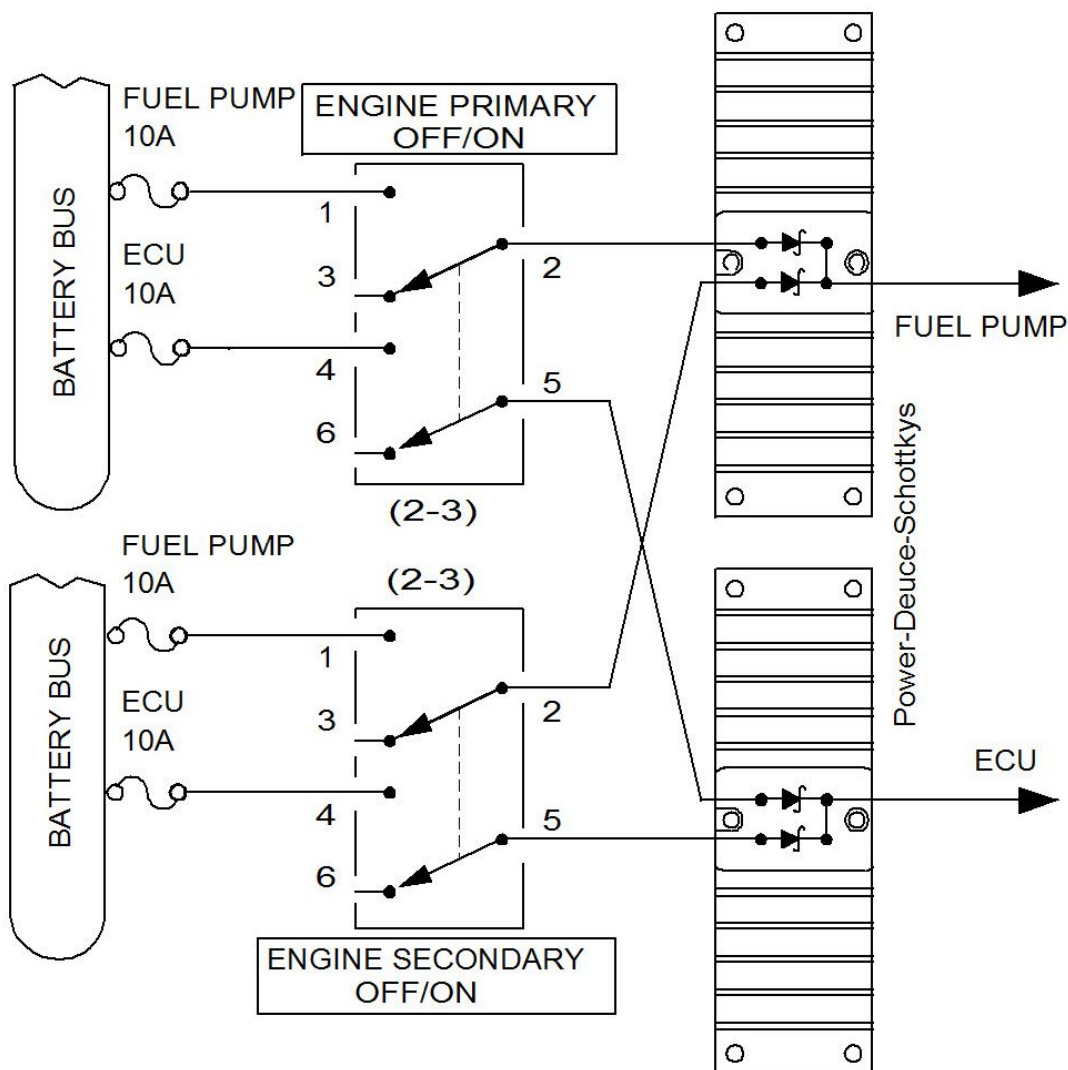 FUEL PUMP
10A
ENGINE PRIMARY
OFF/ON
BATTERY BUS
ECU
10A
1
3
2
4
5
6
(2-3)
FUEL PUMP
Power-Deuce-Schottkys
FUEL PUMP
10A
(2-3)
BATTERY BUS
ECU
10A
1
3
2
4
5
6
ECU
ENGINE SECONDARY
OFF/ON